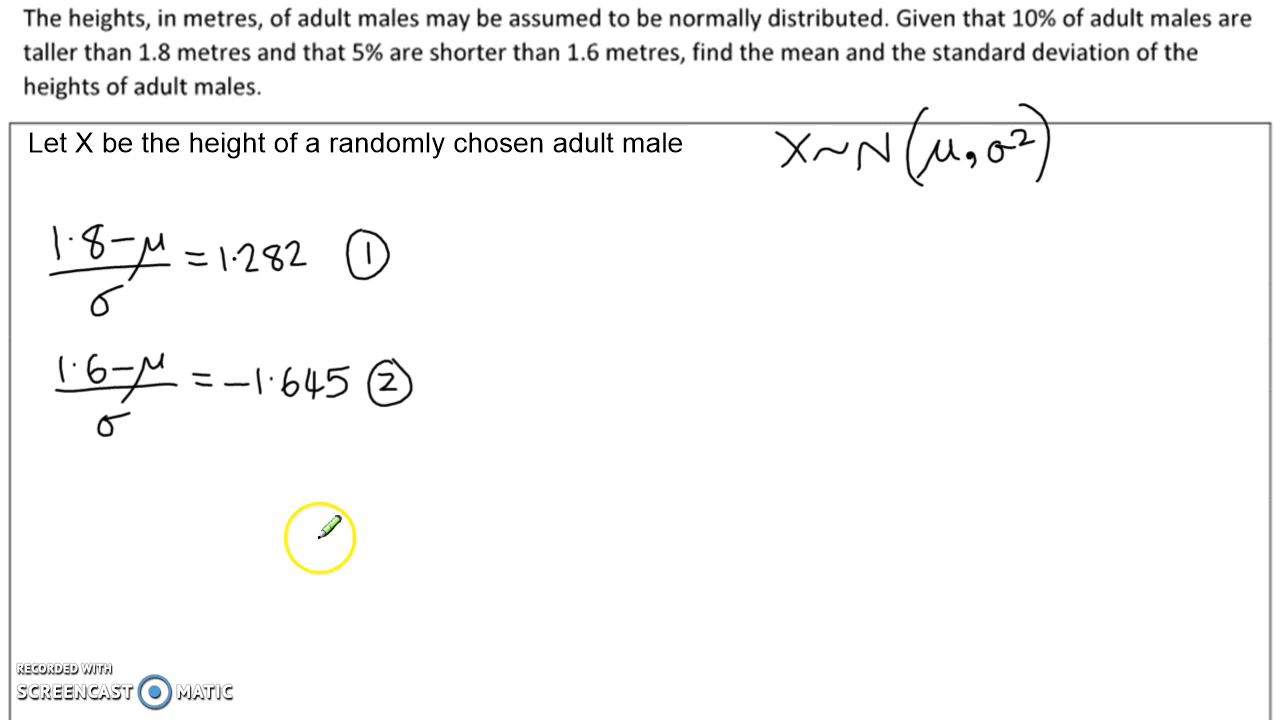 The heights, in metres, of adult males may be assumed to be normally distributed. Given that 10% of adult males are
taller than 1.8 metres and that 5% are shorter than 1.6 metres, find the mean and the standard deviation of the
heights of adult males.
Let X be the height of a randomly chosen adult male X~N(μ,σ²)
1·8-μ/σ = 1·282 ①
1·6-μ/σ = -1·645 ②
RECORDED WITH
SCREENCAST MATIC